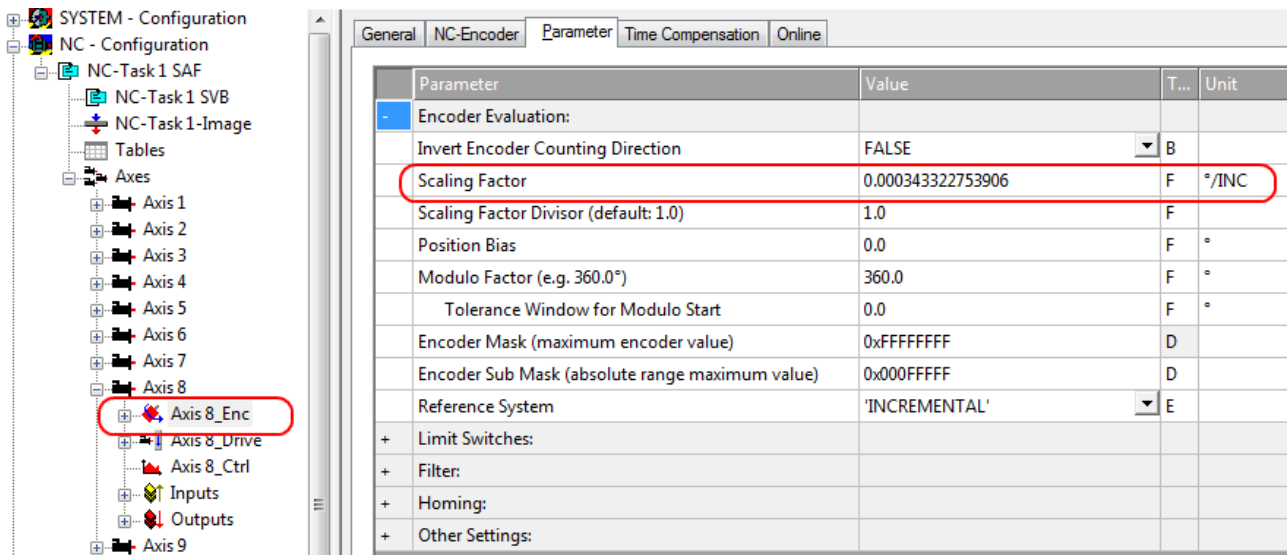 SYSTEM - Configuration
NC - Configuration
NC-Task 1 SAF
NC-Task 1 SVB
NC-Task 1-Image
Tables
Axes
Axis 1
Axis 2
Axis 3
Axis 4
Axis 5
Axis 6
Axis 7
Axis 8
Axis 8_Enc
Axis 8_Drive
Axis 8_Ctrl
Inputs
Outputs
Axis 9
General NC-Encoder Parameter Time Compensation Online
Parameter Value T... Unit
- Encoder Evaluation:
Invert Encoder Counting Direction FALSE B
Scaling Factor 0.000343322753906 F °/INC
Scaling Factor Divisor (default: 1.0) 1.0 F
Position Bias 0.0 F °
Modulo Factor (e.g. 360.0°) 360.0 F °
Tolerance Window for Modulo Start 0.0 F °
Encoder Mask (maximum encoder value) 0xFFFFFFFF D
Encoder Sub Mask (absolute range maximum value) 0x000FFFFF D
Reference System 'INCREMENTAL' E
+ Limit Switches:
+ Filter:
+ Homing:
+ Other Settings: